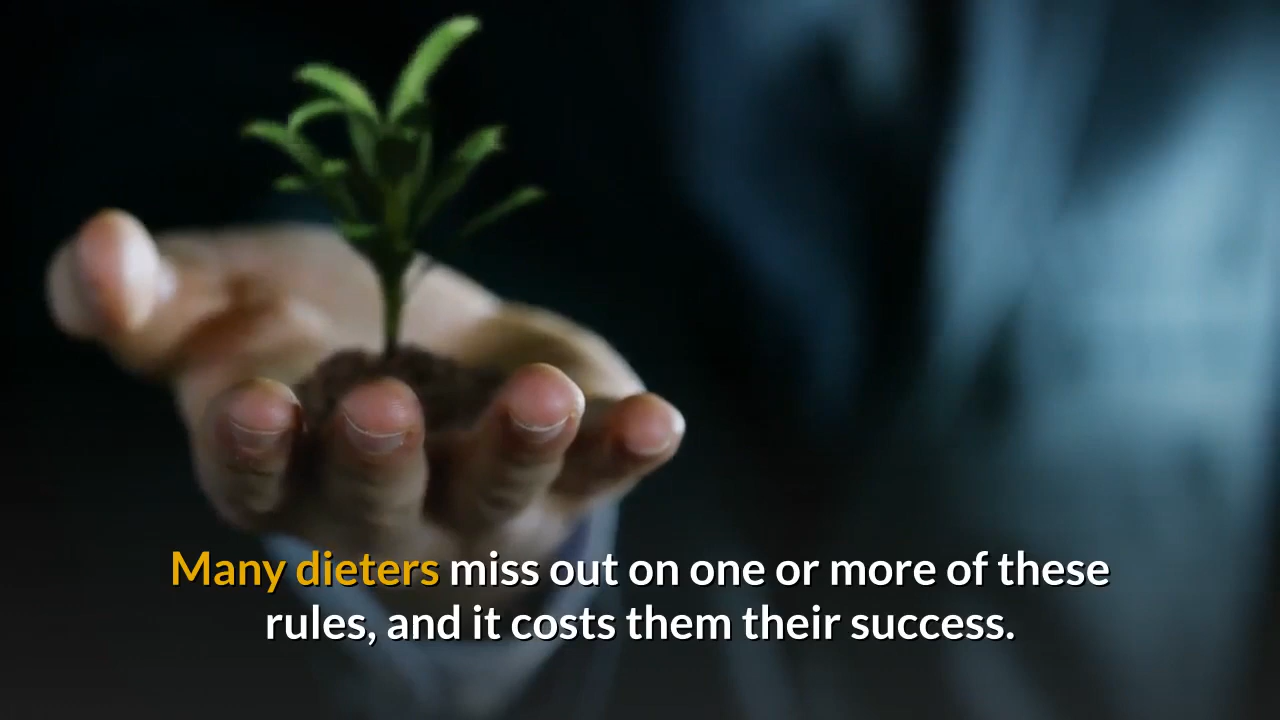 Many dieters miss out on one or more of these
rules, and it costs them their success.